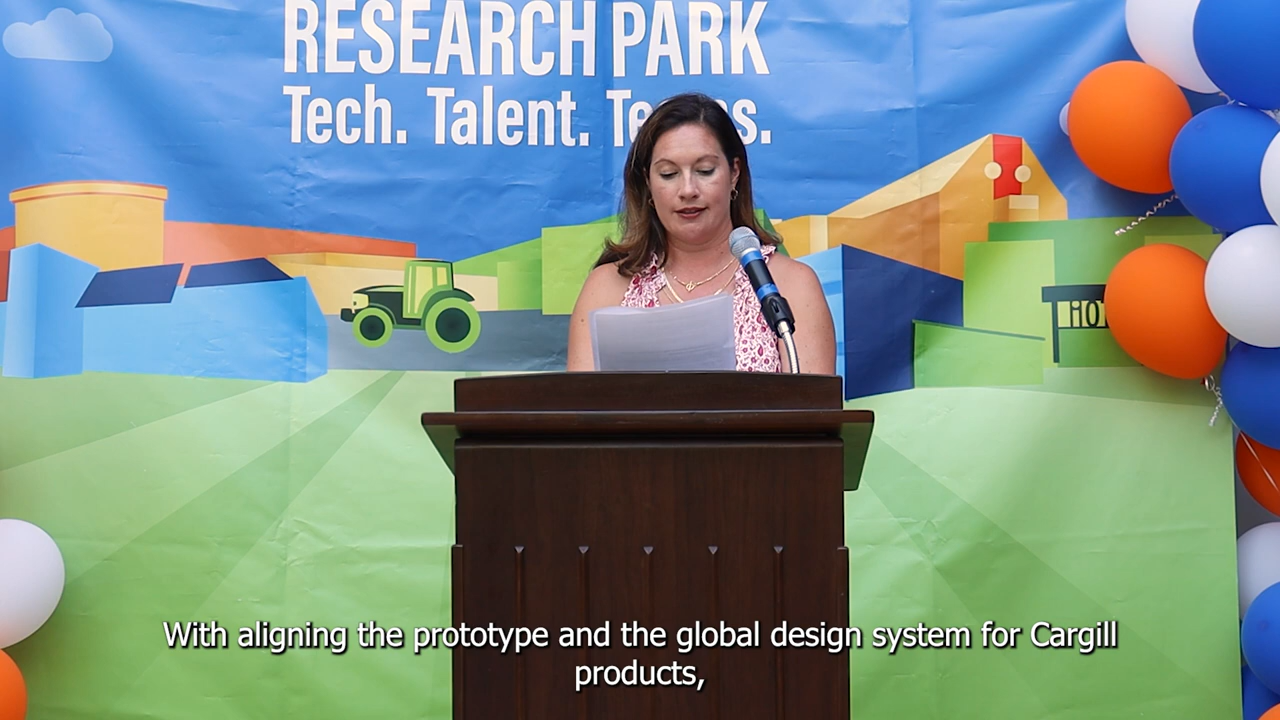 RESEARCH PARK
Tech. Talent.
With aligning the prototype and the global design system for Cargill
products,